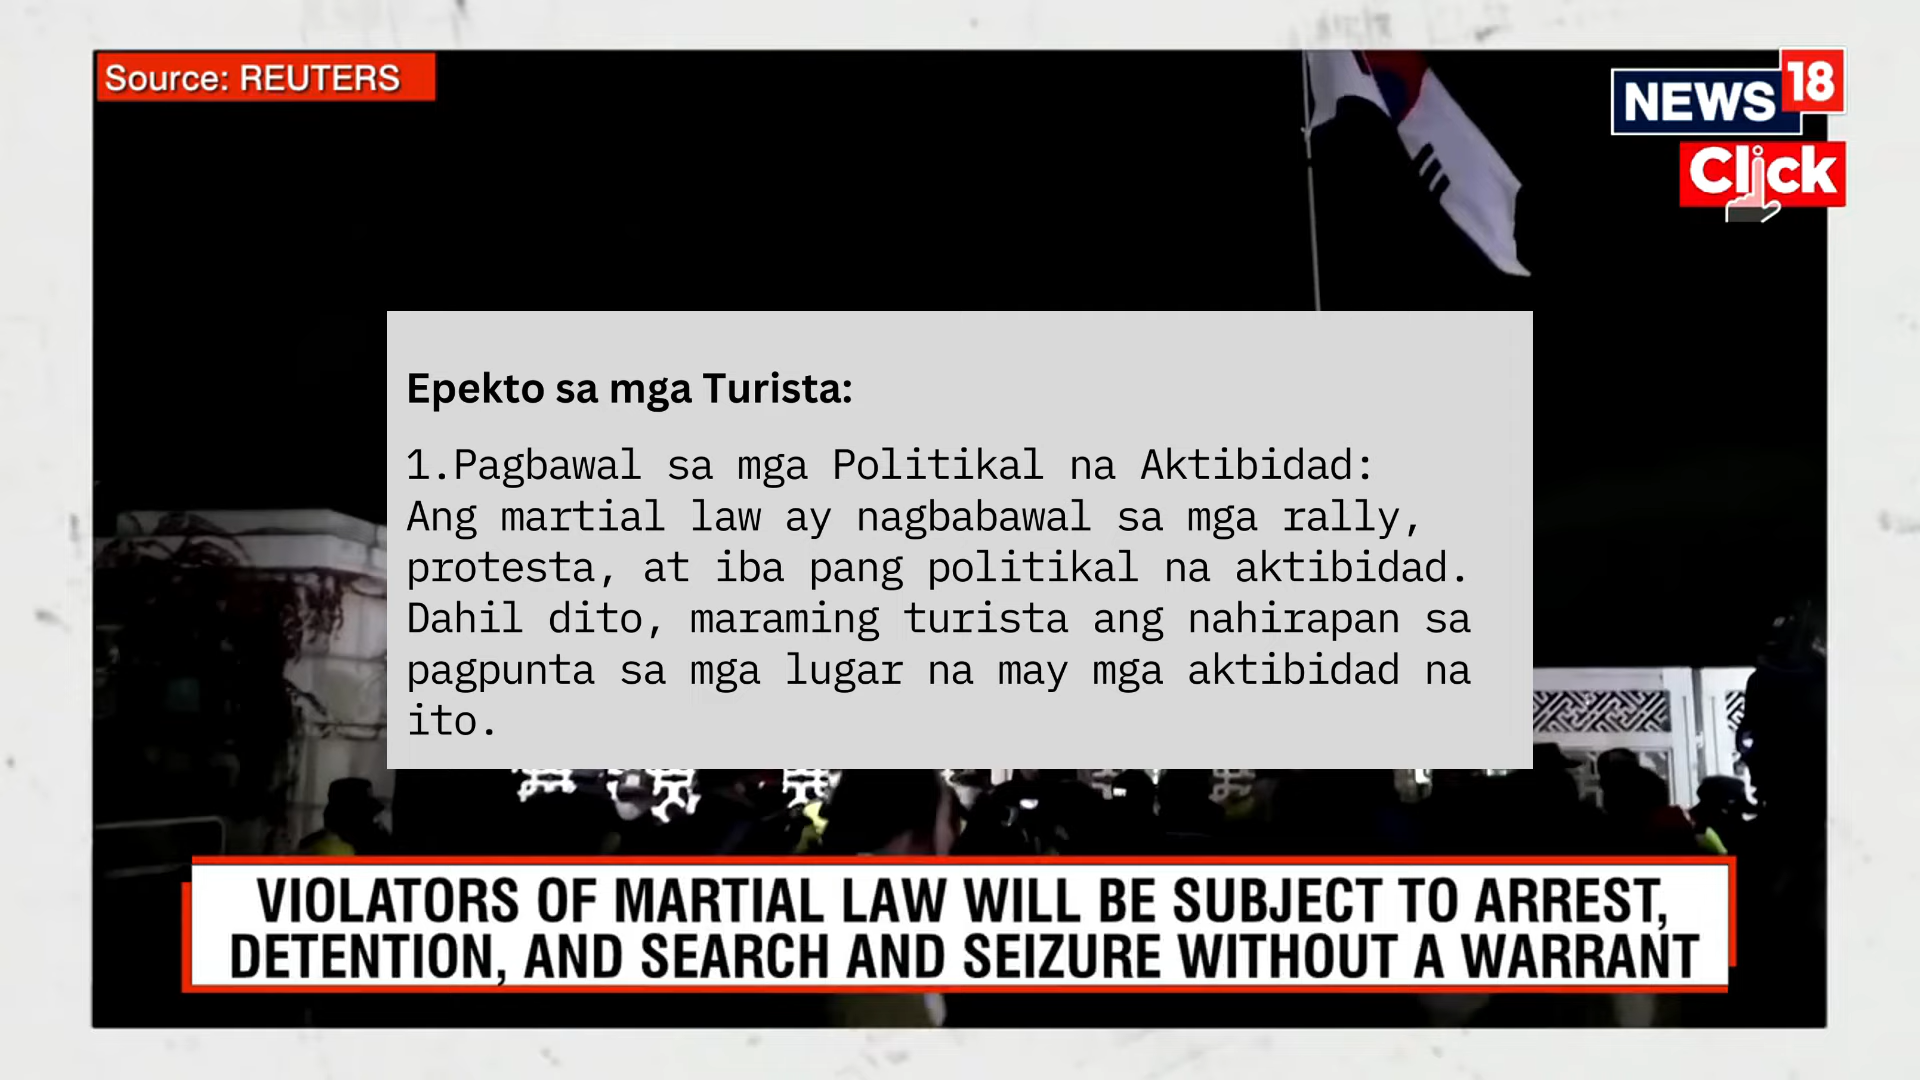 Source: REUTERS
NEWS 18
Click
Epekto sa mga Turista:
1.Pagbawal sa mga Politikal na Aktibidad:
Ang martial law ay nagbabawal sa mga rally,
protesta, at iba pang politikal na aktibidad.
Dahil dito, maraming turista ang nahirapan sa
pagpunta sa mga lugar na may mga aktibidad na
ito.
VIOLATORS OF MARTIAL LAW WILL BE SUBJECT TO ARREST,
DETENTION, AND SEARCH AND SEIZURE WITHOUT A WARRANT